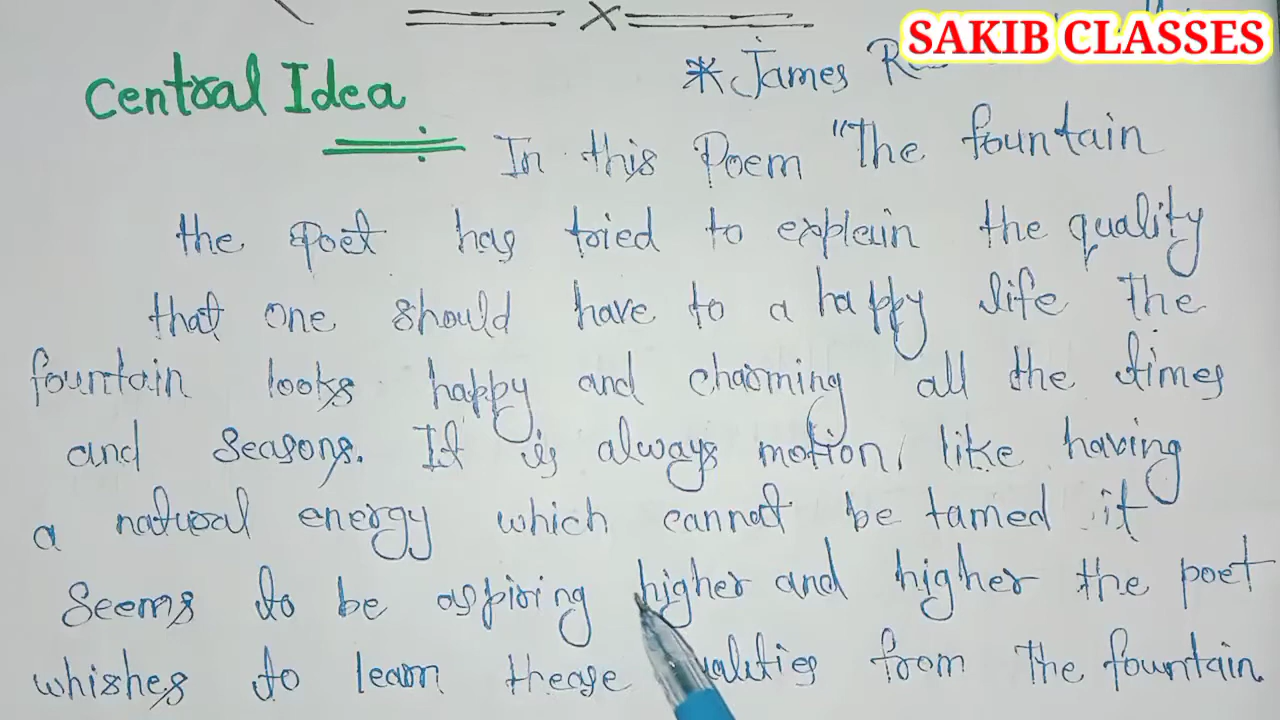 SAKIB CLASSES
* James
Central Idea
In this Poem "The fountain
the Poet has tried to explain the quality
that one should have to a happy life The
fountain looks happy and charming all the times
and Seasons. It is always motion, like having
a natural energy which cannot be tamed it
Seems to be aspiring higher and higher the poet
whishes to learn thease from The fountain